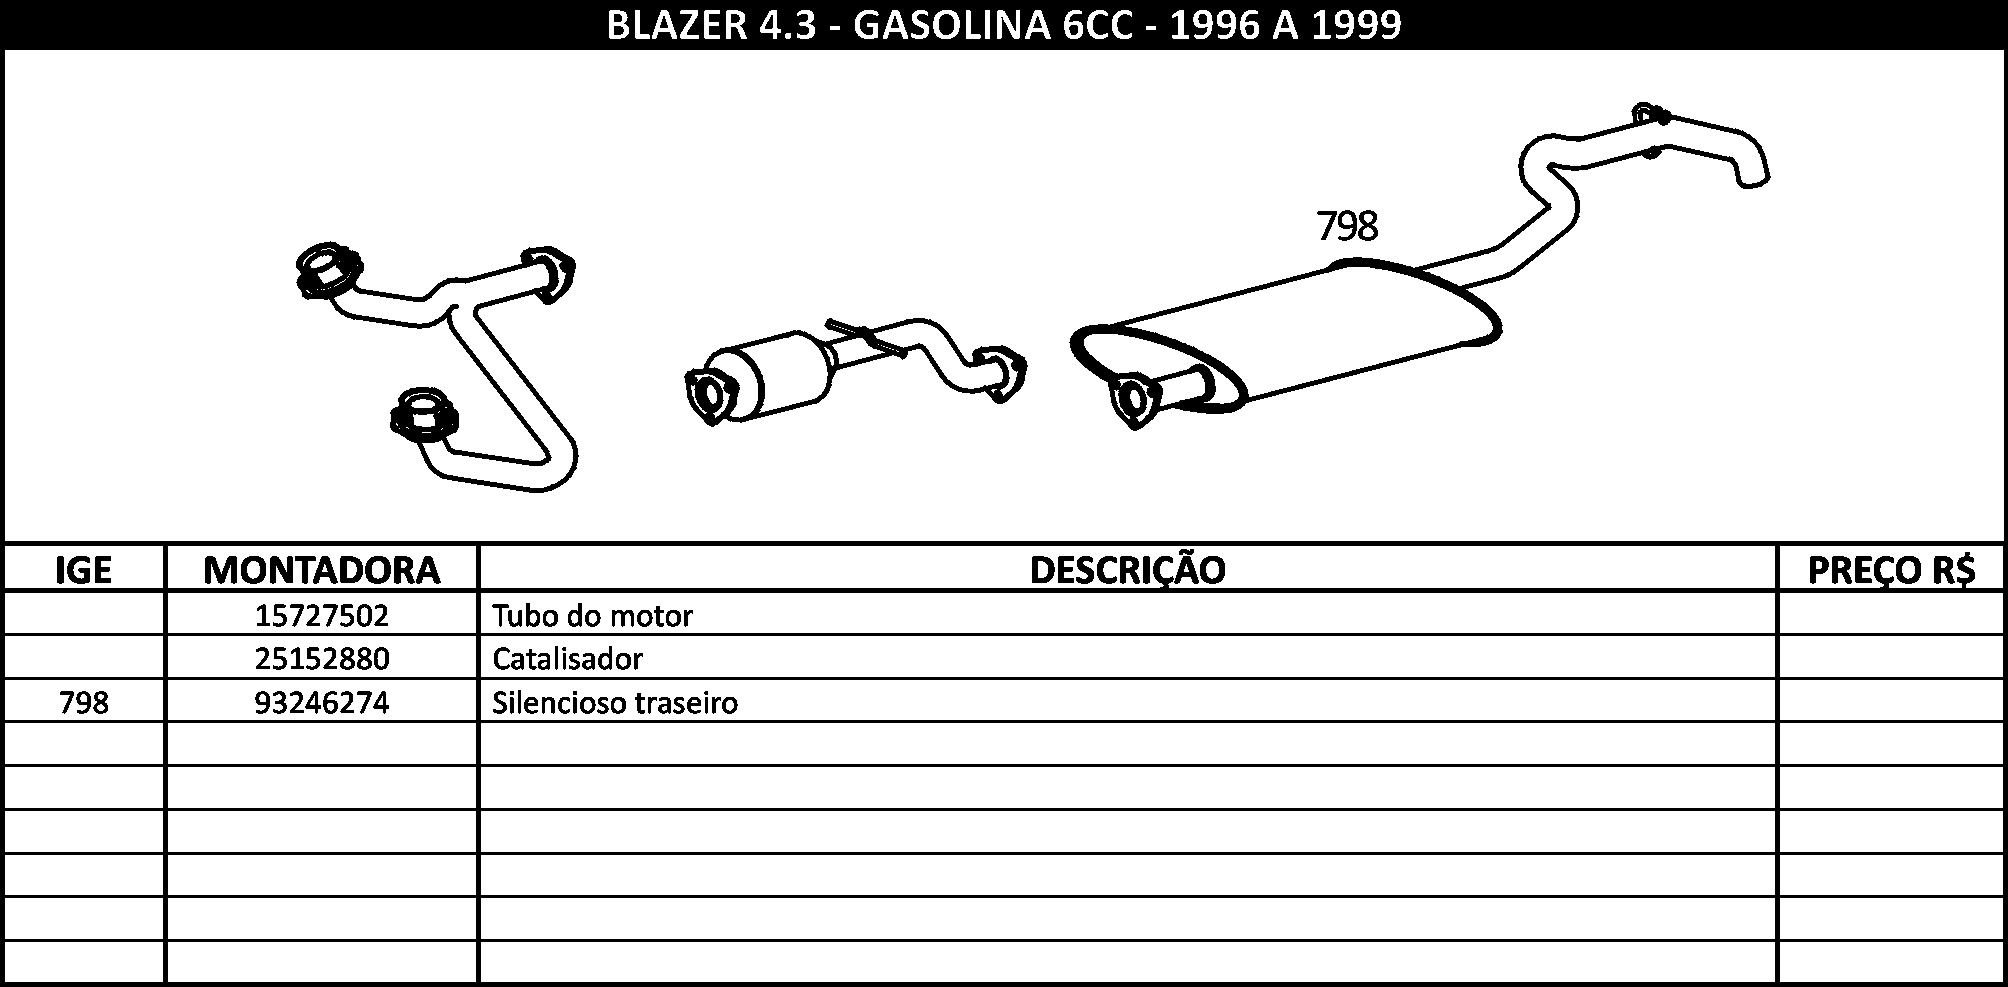 BLAZER 4.3 - GASOLINA 6CC - 1996 A 1999
798
IGE MONTADORA DESCRIÇÃO PREÇO R$
15727502 Tubo do motor
25152880 Catalisador
798 93246274 Silencioso traseiro